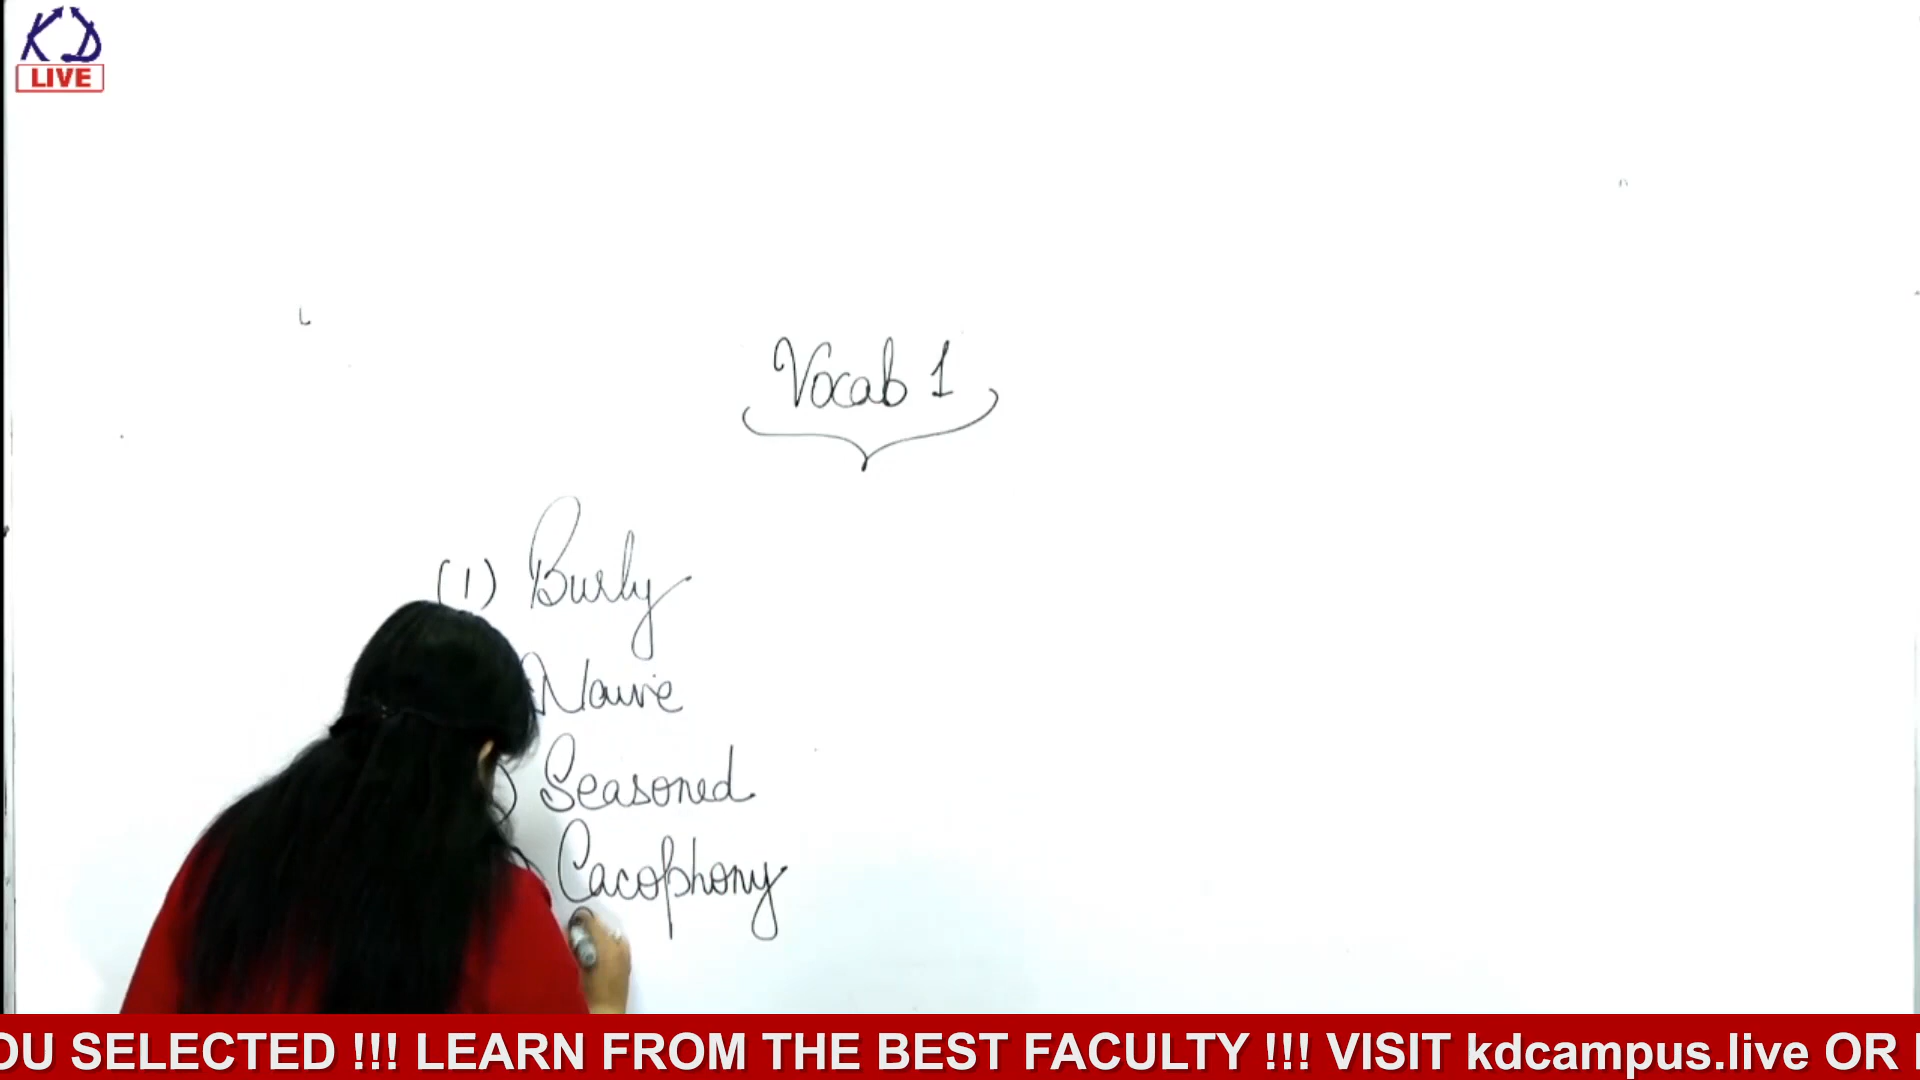 KD
LIVE
Vocab 1
(1) Burly
Naive
) Seasoned
Cacophony
OU SELECTED !!! LEARN FROM THE BEST FACULTY !!! VISIT kdcampus.live OR